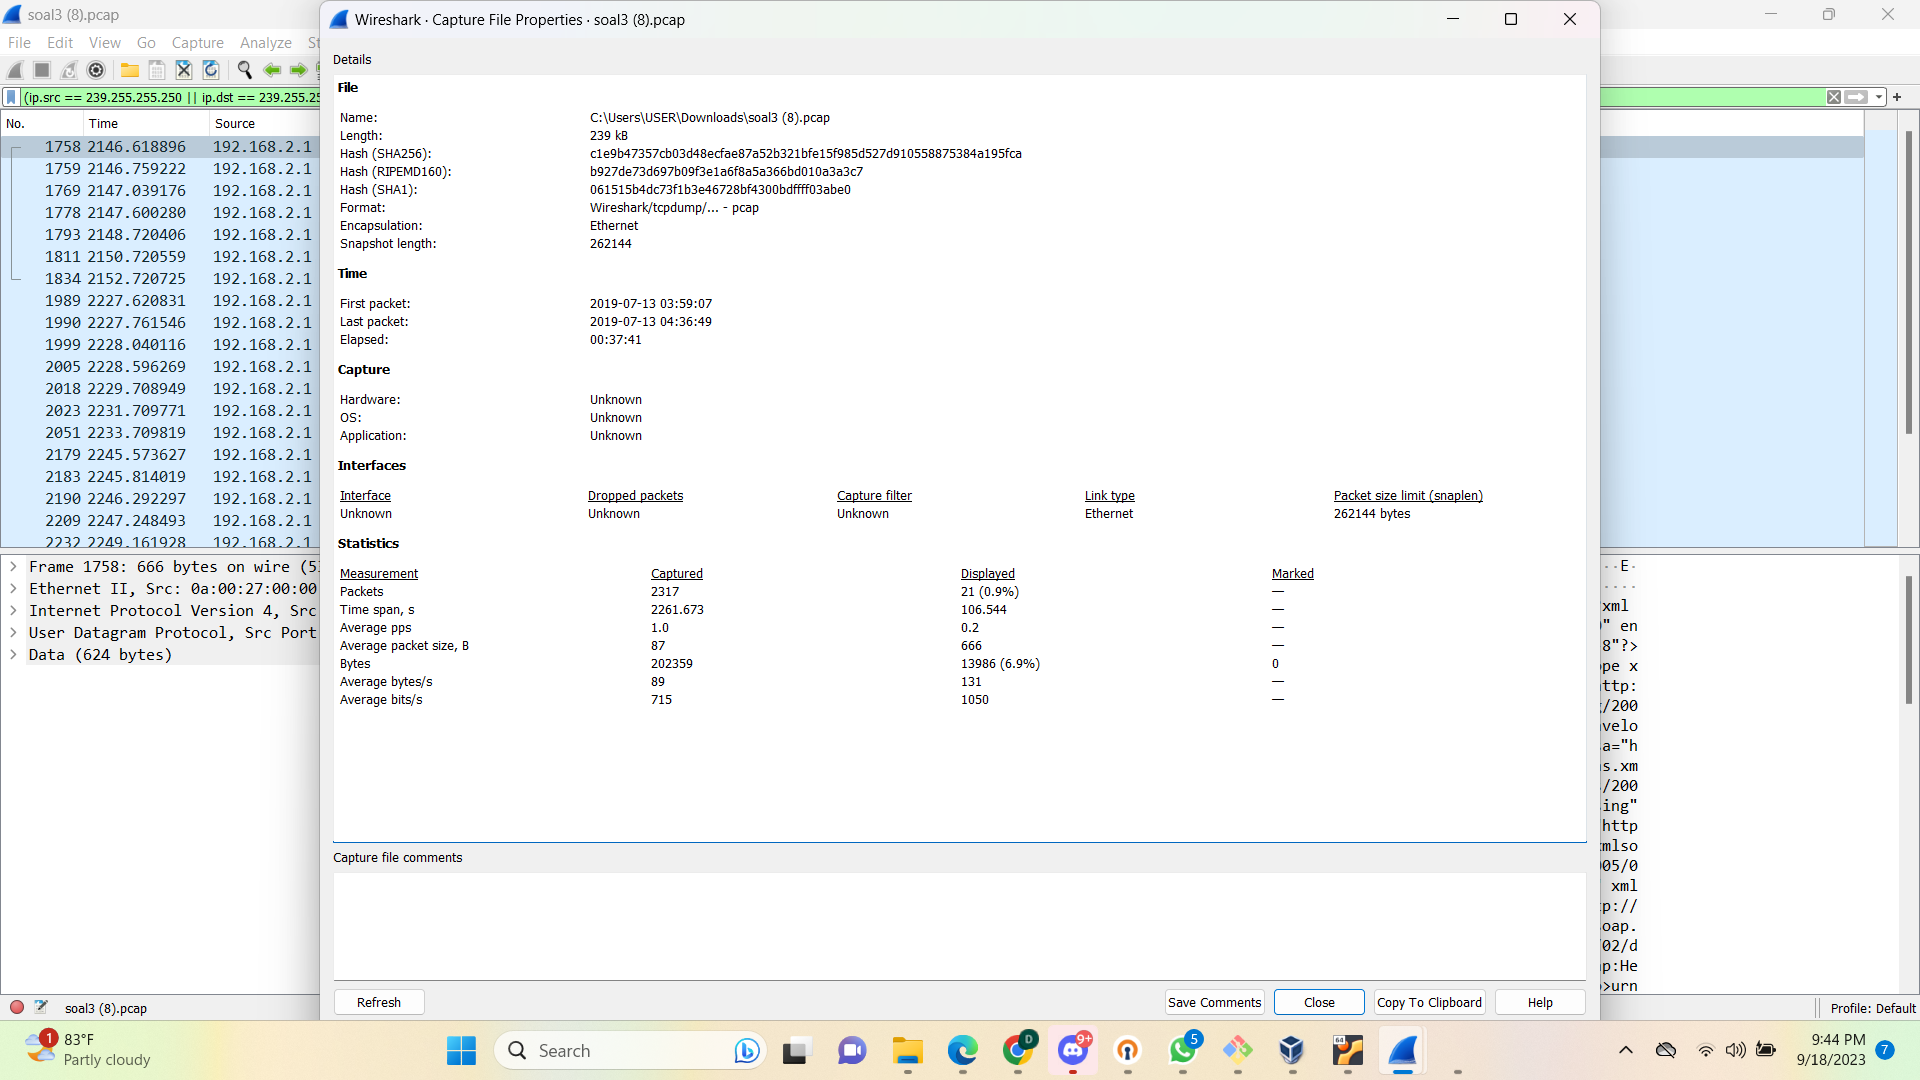 soal3 (8).pcap
File Edit View Go Capture Analyze
(ip.src == 239.255.255.250 || ip.dst == 239.255.25
No. Time Source
1758 2146.618896 192.168.2.1
1759 2146.759222 192.168.2.1
1769 2147.039176 192.168.2.1
1778 2147.600280 192.168.2.1
1793 2148.720406 192.168.2.1
1811 2150.720559 192.168.2.1
1834 2152.720725 192.168.2.1
1989 2227.620831 192.168.2.1
1990 2227.761546 192.168.2.1
1999 2228.040116 192.168.2.1
2005 2228.596269 192.168.2.1
2018 2229.708949 192.168.2.1
2023 2231.709771 192.168.2.1
2051 2233.709819 192.168.2.1
2179 2245.573627 192.168.2.1
2183 2245.814019 192.168.2.1
2190 2246.292297 192.168.2.1
2209 2247.248493 192.168.2.1
2232 2249.161928 192.168.2.1
Frame 1758: 666 bytes on wire (5
Ethernet II, Src: 0a:00:27:00:00
Internet Protocol Version 4, Src
User Datagram Protocol, Src Port
Data (624 bytes)
Wireshark · Capture File Properties · soal3 (8).pcap
Details
File
Name: C:\Users\USER\Downloads\soal3 (8).pcap
Length: 239 kB
Hash (SHA256): c1e9b47357cb03d48ecfae87a52b321bfe15f985d527d910558875384a195fca
Hash (RIPEMD160): b927de73d697b09f3e1a6f8a5a366bd010a3a3c7
Hash (SHA1): 061515b4dc73f1b3e46728bf4300bdffff03abe0
Format: Wireshark/tcpdump/... - pcap
Encapsulation: Ethernet
Snapshot length: 262144
Time
First packet: 2019-07-13 03:59:07
Last packet: 2019-07-13 04:36:49
Elapsed: 00:37:41
Capture
Hardware: Unknown
OS: Unknown
Application: Unknown
Interfaces
Interface Dropped packets Capture filter Link type Packet size limit (snaplen)
Unknown Unknown Unknown Ethernet 262144 bytes
Statistics
Measurement Captured Displayed Marked
Packets 2317 21 (0.9%) —
Time span, s 2261.673 106.544 —
Average pps 1.0 0.2 —
Average packet size, B 87 666 —
Bytes 202359 13986 (6.9%) 0
Average bytes/s 89 131 —
Average bits/s 715 1050 —
Capture file comments
Refresh Save Comments Close Copy To Clipboard Help
··E·
····
xml
" en
8"?>
pe x
ttp:
/200
velo
a="h
s.xm
/200
ing"
http
mlso
05/0
xml
p://
oap.
02/d
p:He
>urn
soal3 (8).pcap
Profile: Default
1
83°F
Partly cloudy
Search
D
9+
5
64
9:44 PM
9/18/2023
7